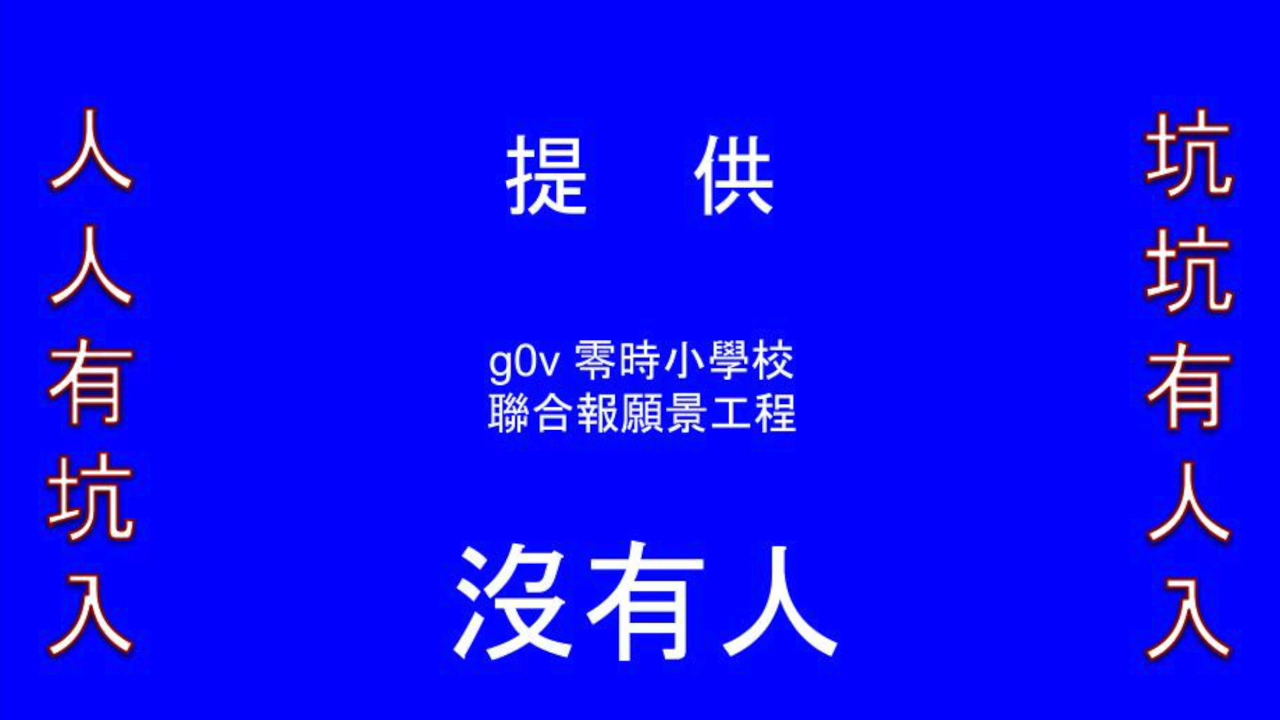 坑坑有人入
提 供
g0v 零時小學校
聯合報願景工程
沒有人
人人有坑入